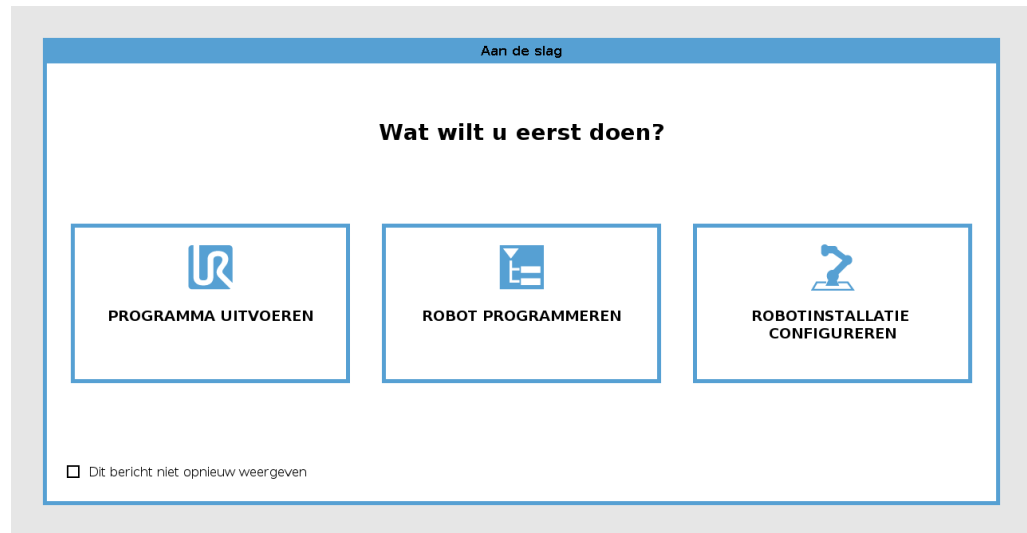 Aan de slag
Wat wilt u eerst doen?
PROGRAMMA UITVOEREN
ROBOT PROGRAMMEREN
ROBOTINSTALLATIE
CONFIGUREREN
Dit bericht niet opnieuw weergeven